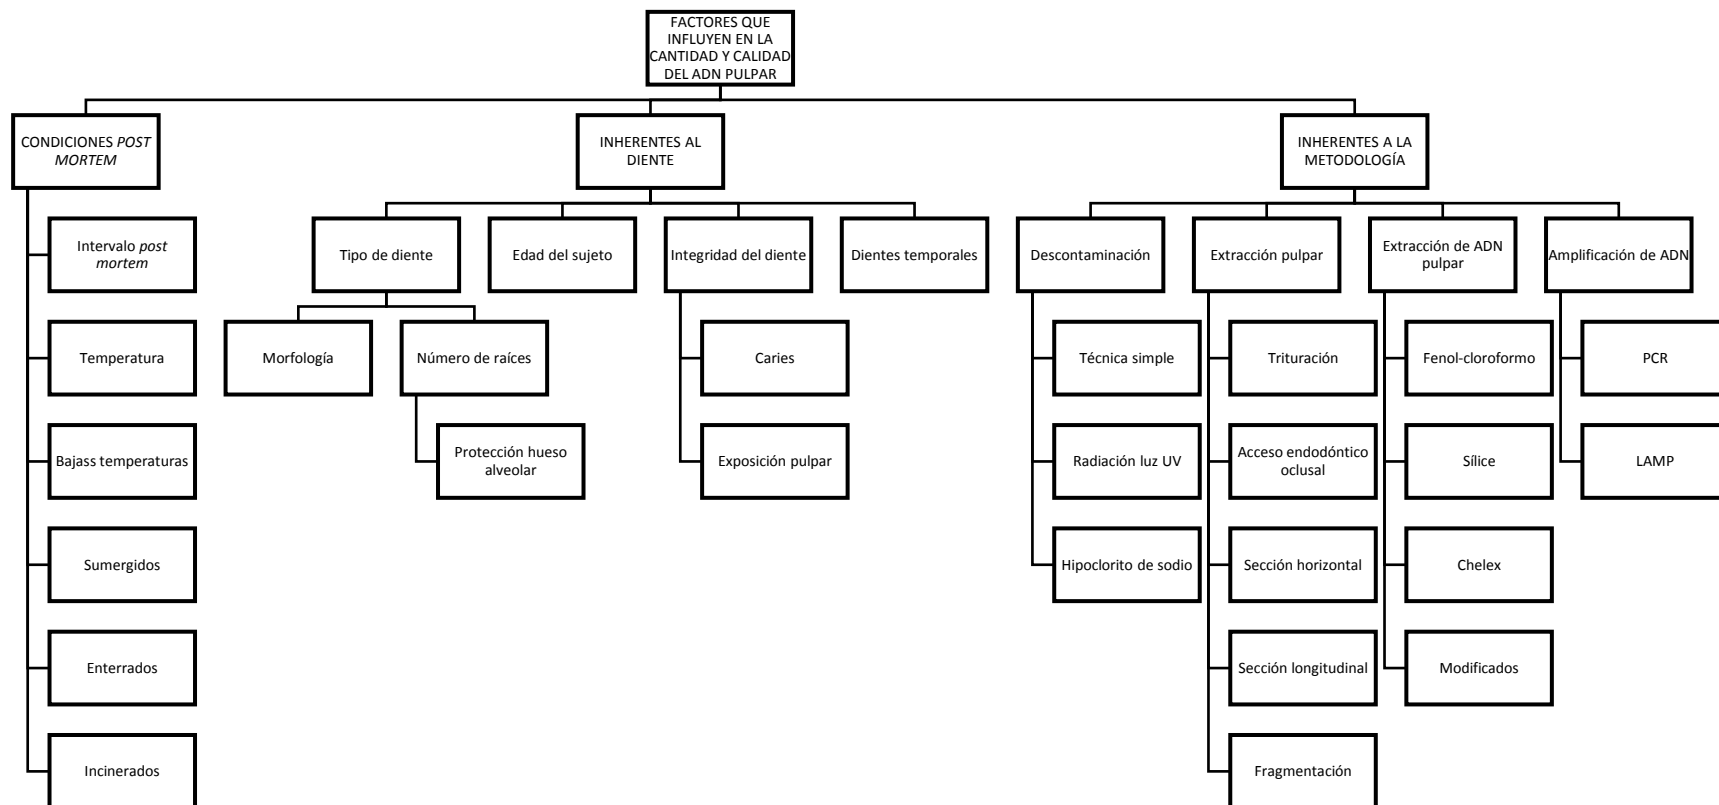 FACTORES QUE
INFLUYEN EN LA
CANTIDAD Y CALIDAD
DEL ADN PULPAR
CONDICIONES POST
MORTEM
INHERENTES AL
DIENTE
INHERENTES A LA
METODOLOGÍA
Intervalo post
mortem
Temperatura
Bajass temperaturas
Sumergidos
Enterrados
Incinerados
Tipo de diente
Morfología
Número de raíces
Protección hueso
alveolar
Edad del sujeto
Integridad del diente
Caries
Exposición pulpar
Dientes temporales
Descontaminación
Técnica simple
Radiación luz UV
Hipoclorito de sodio
Extracción pulpar
Trituración
Acceso endodóntico
oclusal
Sección horizontal
Sección longitudinal
Fragmentación
Extracción de ADN
pulpar
Fenol-cloroformo
Sílice
Chelex
Modificados
Amplificación de ADN
PCR
LAMP